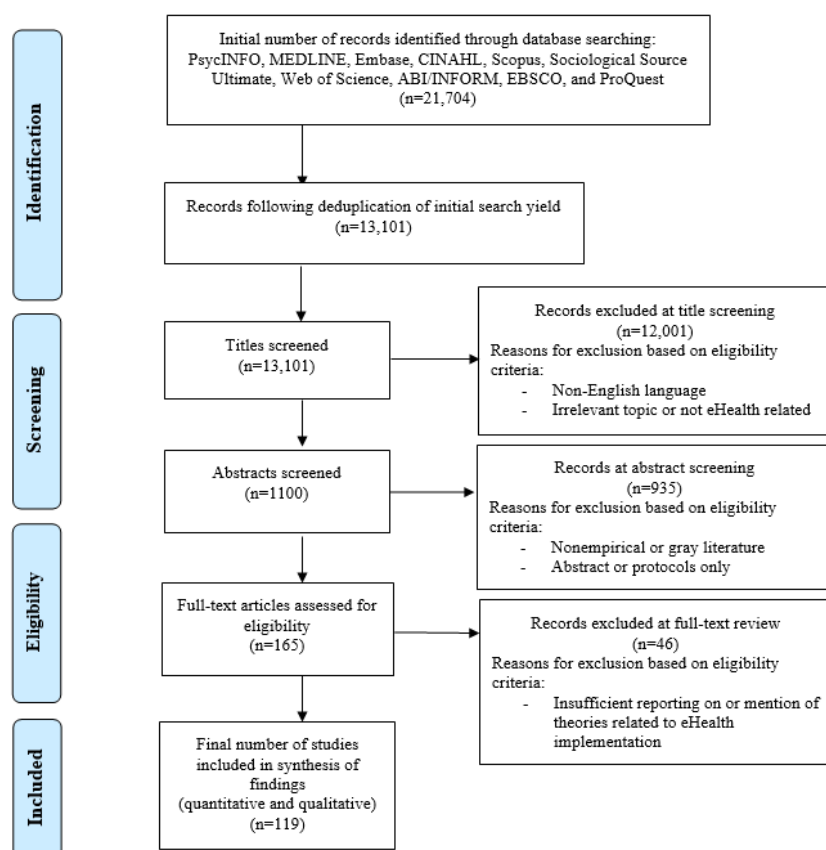 Identification
Initial number of records identified through database searching:
PsycINFO, MEDLINE, Embase, CINAHL, Scopus, Sociological Source
Ultimate, Web of Science, ABI/INFORM, EBSCO, and ProQuest
(n=21,704)
Records following deduplication of initial search yield
(n=13,101)
Screening
Titles screened
(n=13,101)
Records excluded at title screening
(n=12,001)
Reasons for exclusion based on eligibility
criteria:
- Non-English language
- Irrelevant topic or not eHealth related
Abstracts screened
(n=1100)
Records at abstract screening
(n=935)
Reasons for exclusion based on eligibility
criteria:
- Nonempirical or gray literature
- Abstract or protocols only
Eligibility
Full-text articles assessed for
eligibility
(n=165)
Records excluded at full-text review
(n=46)
Reasons for exclusion based on eligibility
criteria:
- Insufficient reporting on or mention of
theories related to eHealth
implementation
Included
Final number of studies
included in synthesis of
findings
(quantitative and qualitative)
(n=119)